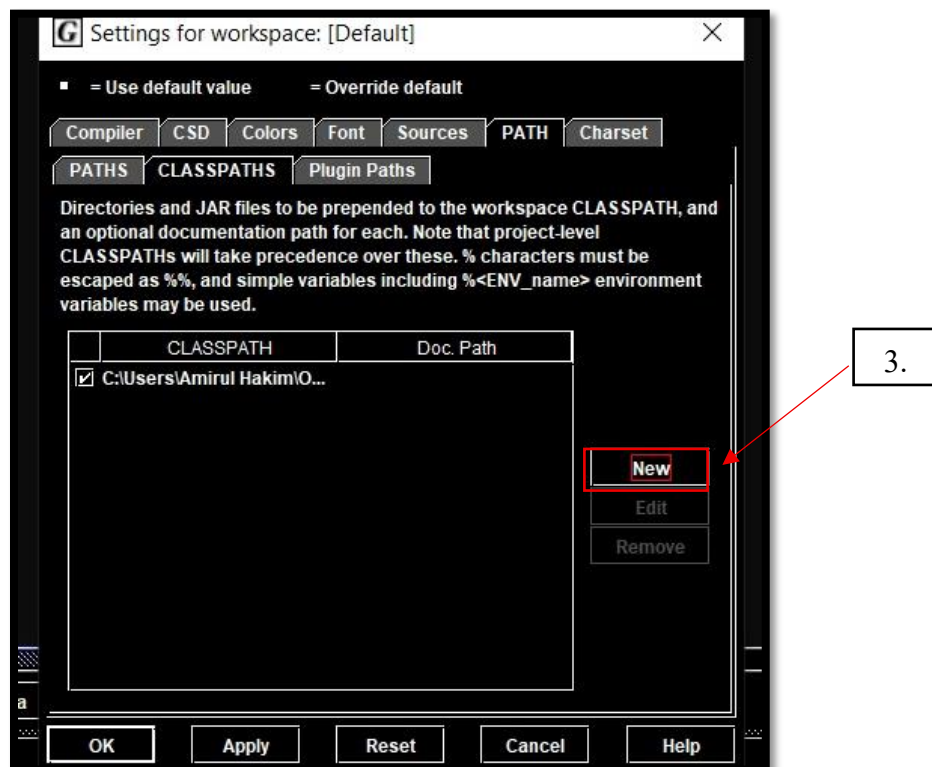 G Settings for workspace: [Default]
= Use default value = Override default
Compiler CSD Colors Font Sources PATH Charset
PATHS CLASSPATHS Plugin Paths
Directories and JAR files to be prepended to the workspace CLASSPATH, and
an optional documentation path for each. Note that project-level
CLASSPATHs will take precedence over these. % characters must be
escaped as %%, and simple variables including %<ENV_name> environment
variables may be used.
CLASSPATH Doc. Path
C:\Users\Amirul Hakim\O...
3.
New
Edit
Remove
a
OK Apply Reset Cancel Help